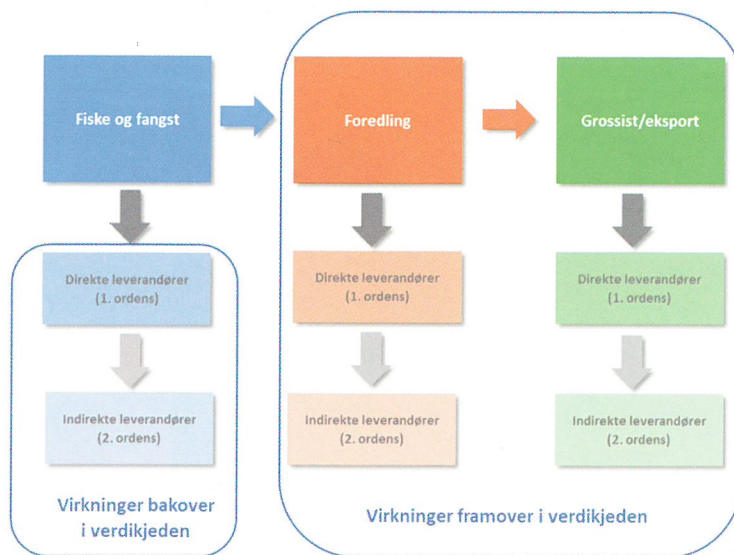 Fiske og fangst
Foredling
Grossist/eksport
Direkte leverandører
(1. ordens)
Direkte leverandører
(1. ordens)
Direkte leverandører
(1. ordens)
Indirekte leverandører
(2. ordens)
Indirekte leverandører
(2. ordens)
Indirekte leverandører
(2. ordens)
Virkninger bakover
i verdikjeden
Virkninger framover i verdikjeden